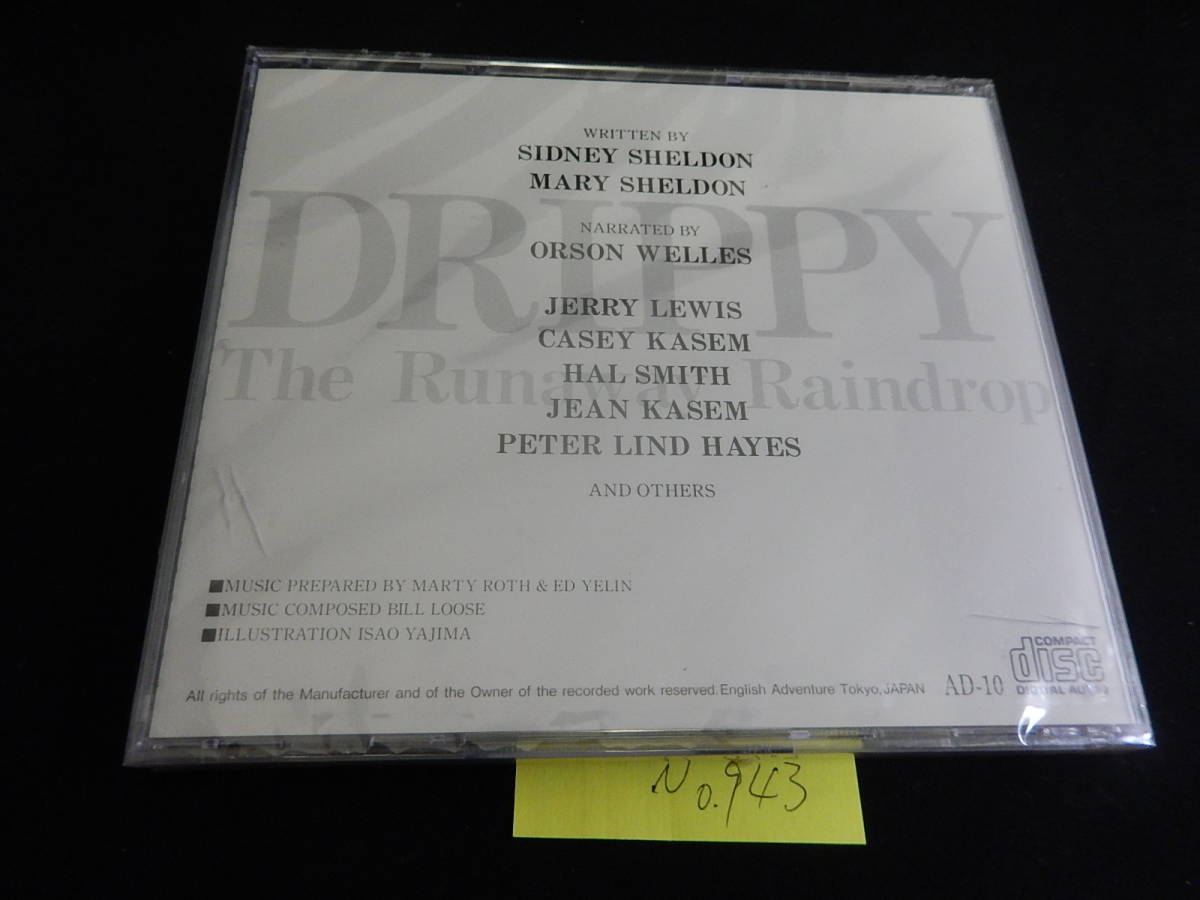 WRITTEN BY
SIDNEY SHELDON
MARY SHELDON
DRIPPY
NARRATED BY
ORSON WELLES
JERRY LEWIS
CASEY KASEM
The Runaway Raindrop
HAL SMITH
JEAN KASEM
PETER LIND HAYES
AND OTHERS
■MUSIC PREPARED BY MARTY ROTH & ED YELIN
■MUSIC COMPOSED BILL LOOSE
■ILLUSTRATION ISAO YAJIMA
COMPACT
disc
DIGITAL AUDIO
All rights of the Manufacturer and of the Owner of the recorded work reserved. English Adventure Tokyo, JAPAN AD-10
No.943